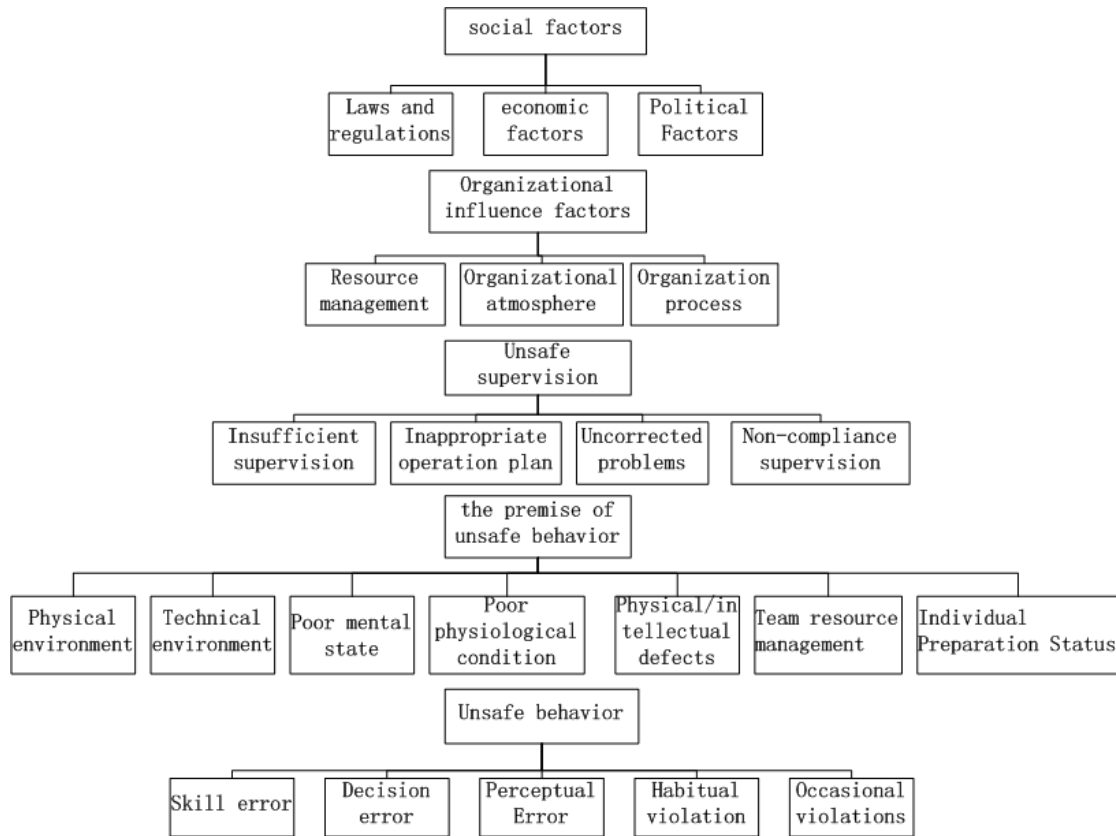 social factors
Laws and
regulations
economic
factors
Political
Factors
Organizational
influence factors
Resource
management
Organizational
atmosphere
Organization
process
Unsafe
supervision
Insufficient
supervision
Inappropriate
operation plan
Uncorrected
problems
Non-compliance
supervision
the premise of
unsafe behavior
Physical
environment
Technical
environment
Poor mental
state
Poor
physiological
condition
Physical/in
tellectual
defects
Team resource
management
Individual
Preparation Status
Unsafe behavior
Skill error
Decision
error
Perceptual
Error
Habitual
violation
Occasional
violations